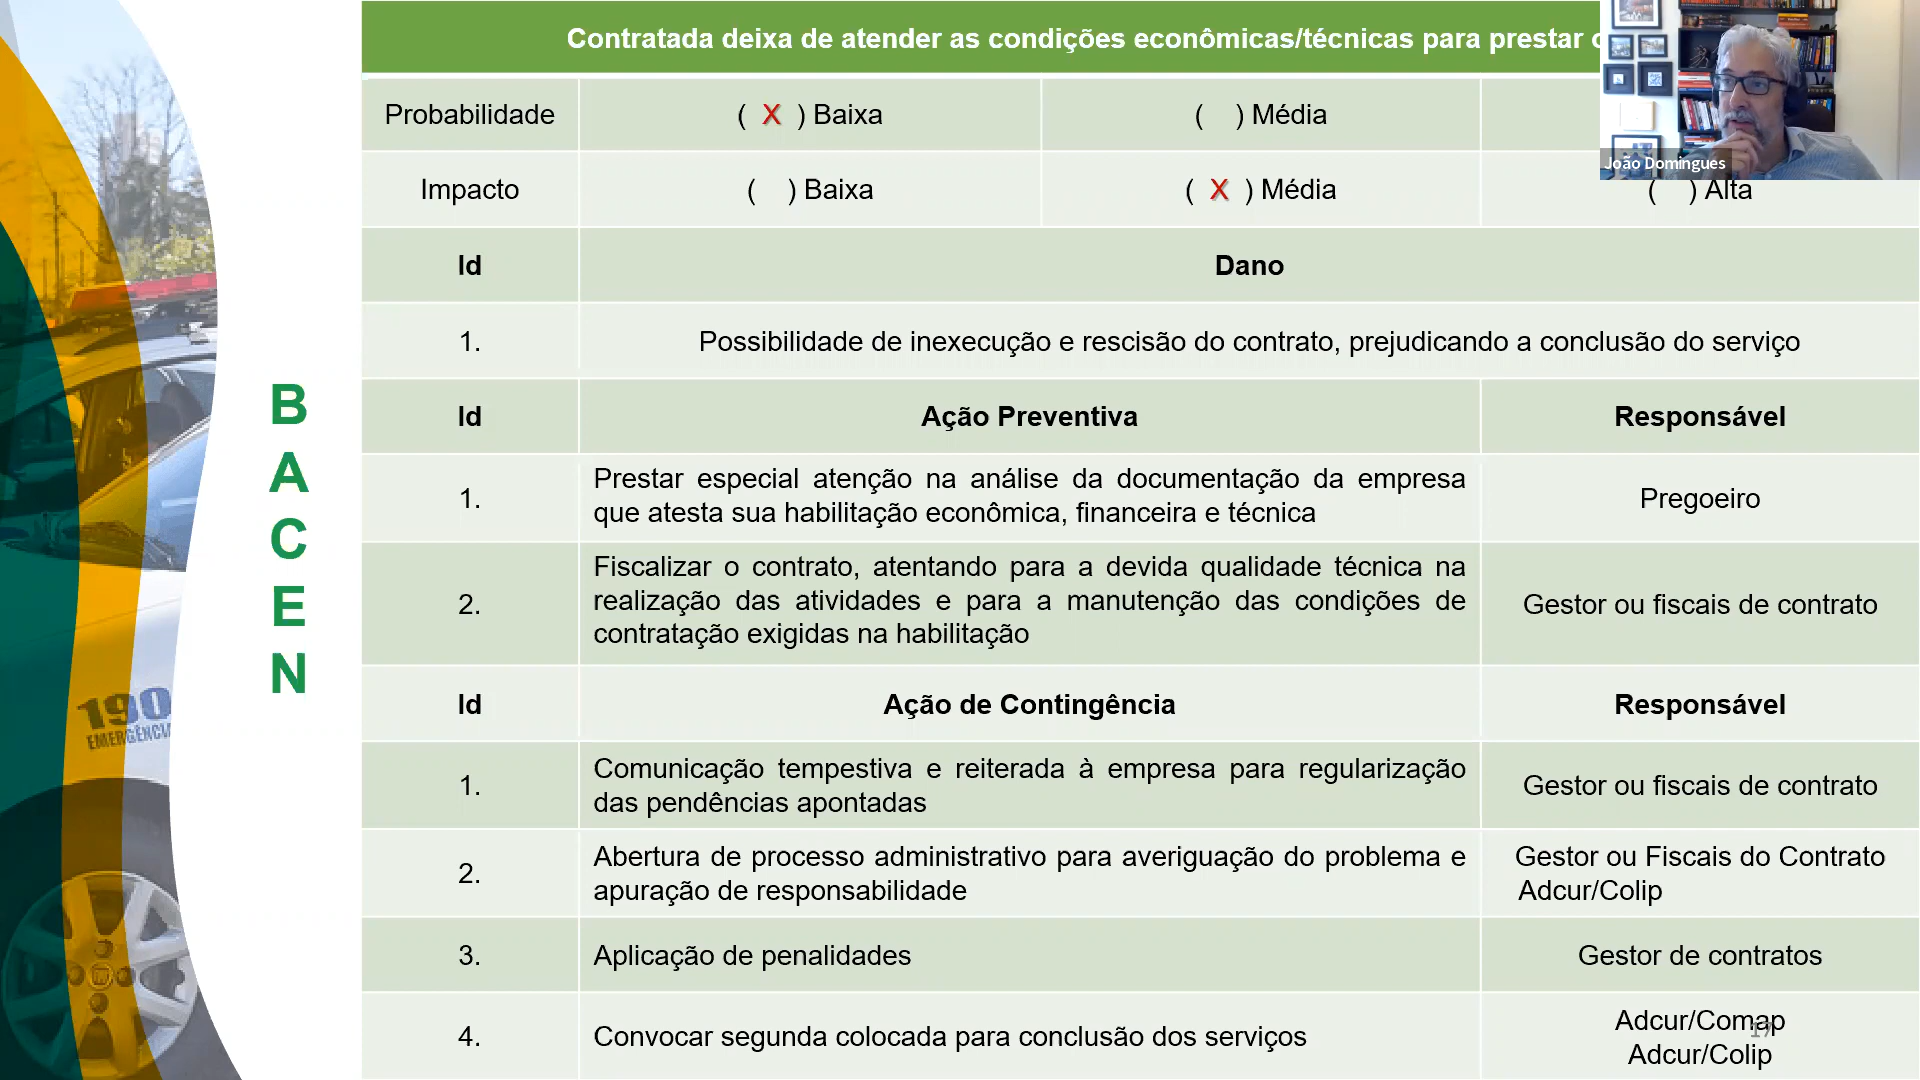 Contratada deixa de atender as condições econômicas/técnicas para prestar
Probabilidade ( X ) Baixa ( ) Média
João Domingues
Impacto ( ) Baixa ( X ) Média ( ) Alta
Id Dano
1. Possibilidade de inexecução e rescisão do contrato, prejudicando a conclusão do serviço
Id Ação Preventiva Responsável
1. Prestar especial atenção na análise da documentação da empresa
que atesta sua habilitação econômica, financeira e técnica
Pregoeiro
2. Fiscalizar o contrato, atentando para a devida qualidade técnica na
realização das atividades e para a manutenção das condições de
contratação exigidas na habilitação
Gestor ou fiscais de contrato
Id Ação de Contingência Responsável
1. Comunicação tempestiva e reiterada à empresa para regularização
das pendências apontadas
Gestor ou fiscais de contrato
2. Abertura de processo administrativo para averiguação do problema e
apuração de responsabilidade
Gestor ou Fiscais do Contrato
Adcur/Colip
3. Aplicação de penalidades Gestor de contratos
4. Convocar segunda colocada para conclusão dos serviços
Adcur/Comap
Adcur/Colip
17
B
A
C
E
N
190